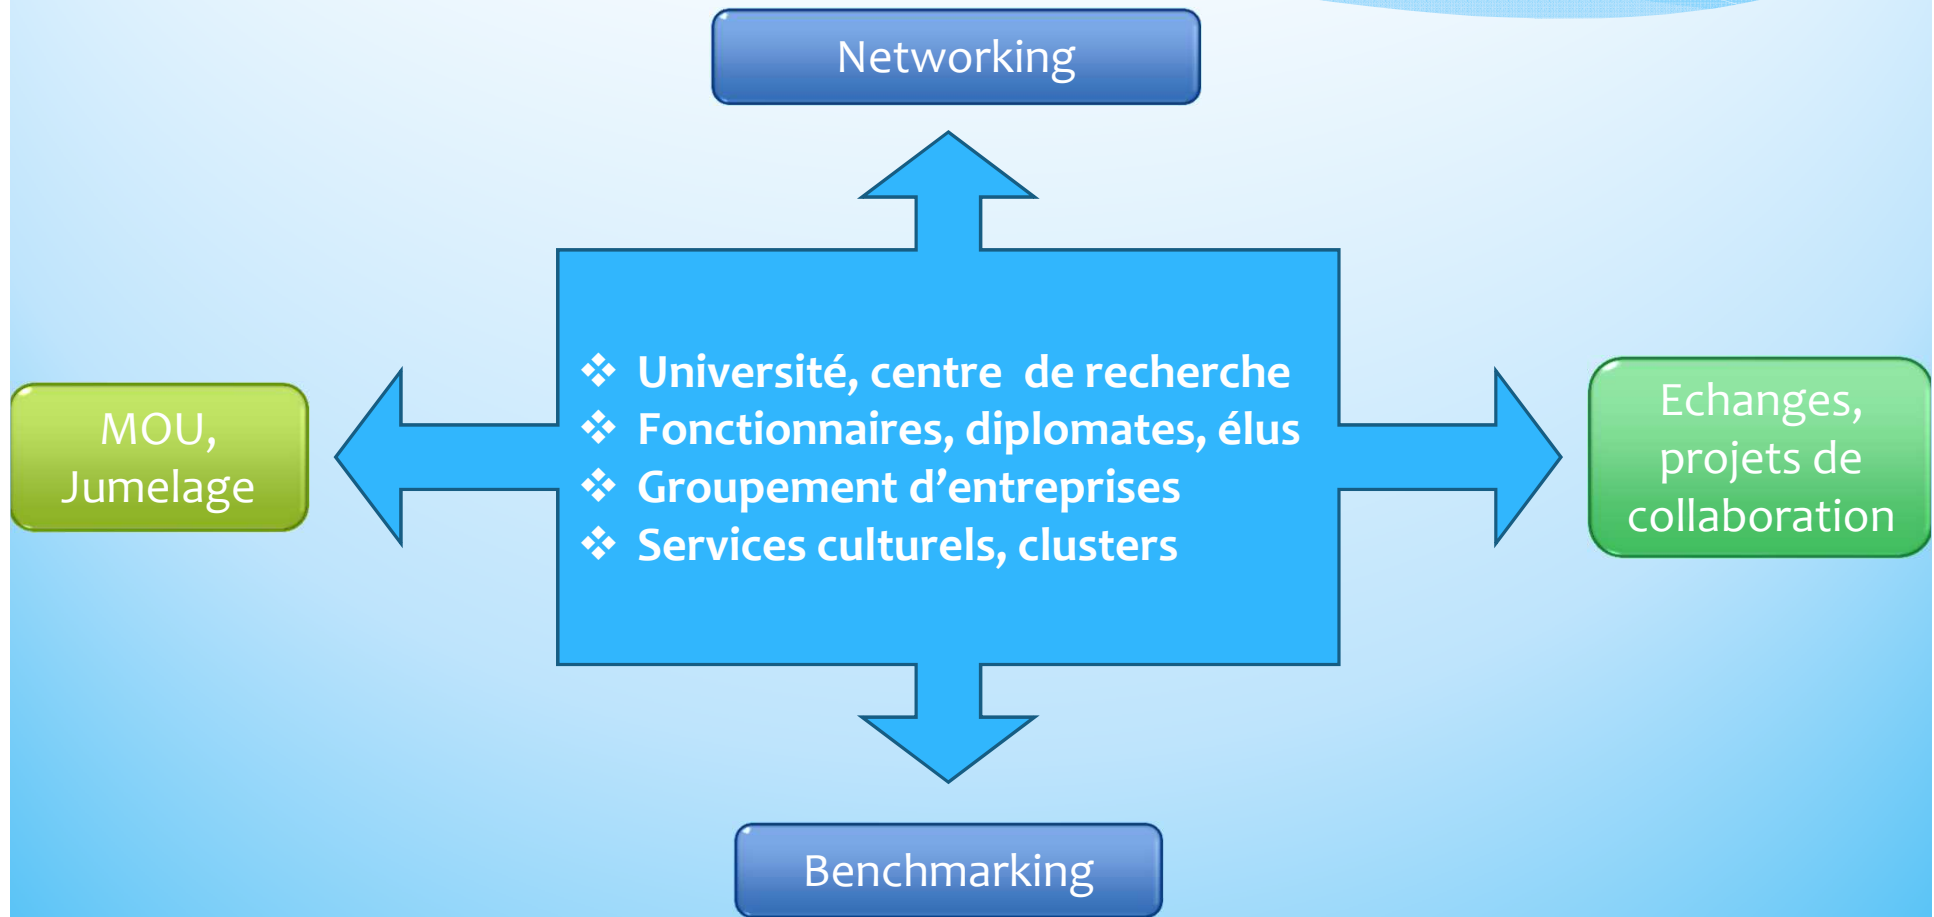 Networking
MOU,
Jumelage
❖ Université, centre de recherche
❖ Fonctionnaires, diplomates, élus
❖ Groupement d’entreprises
❖ Services culturels, clusters
Echanges,
projets de
collaboration
Benchmarking